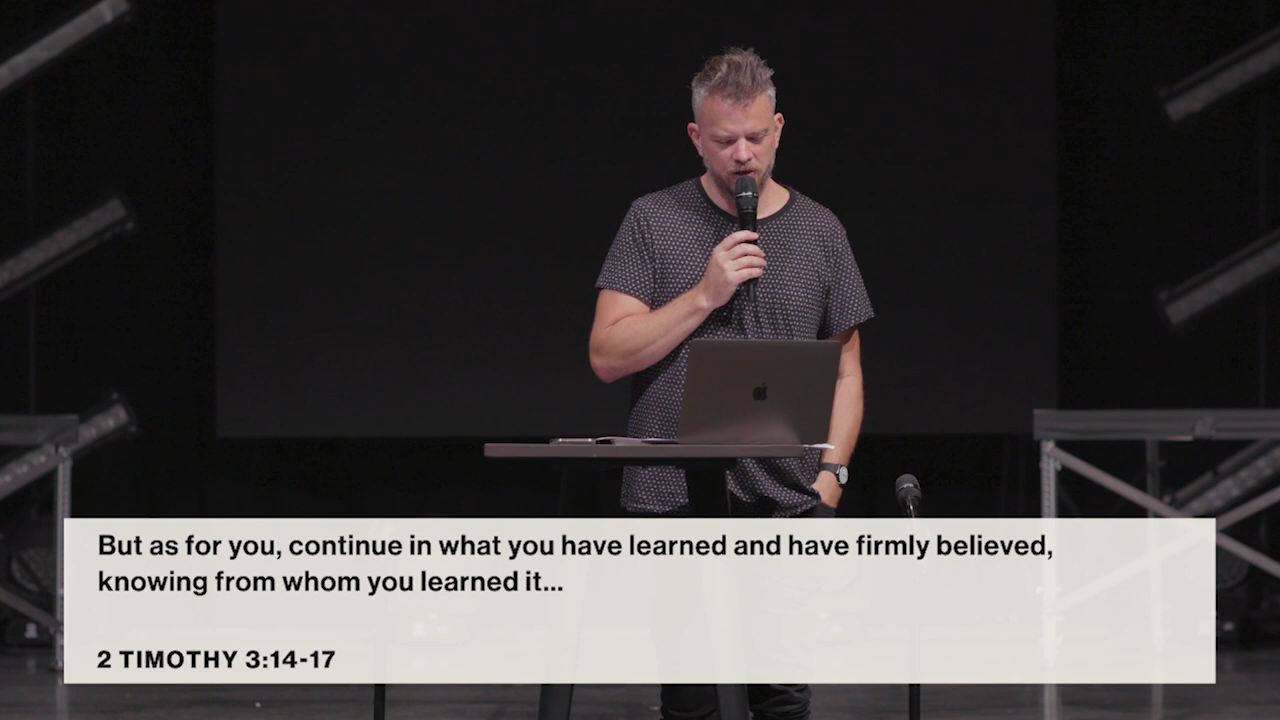 But as for you, continue in what you have learned and have firmly believed,
knowing from whom you learned it...
2 TIMOTHY 3:14-17